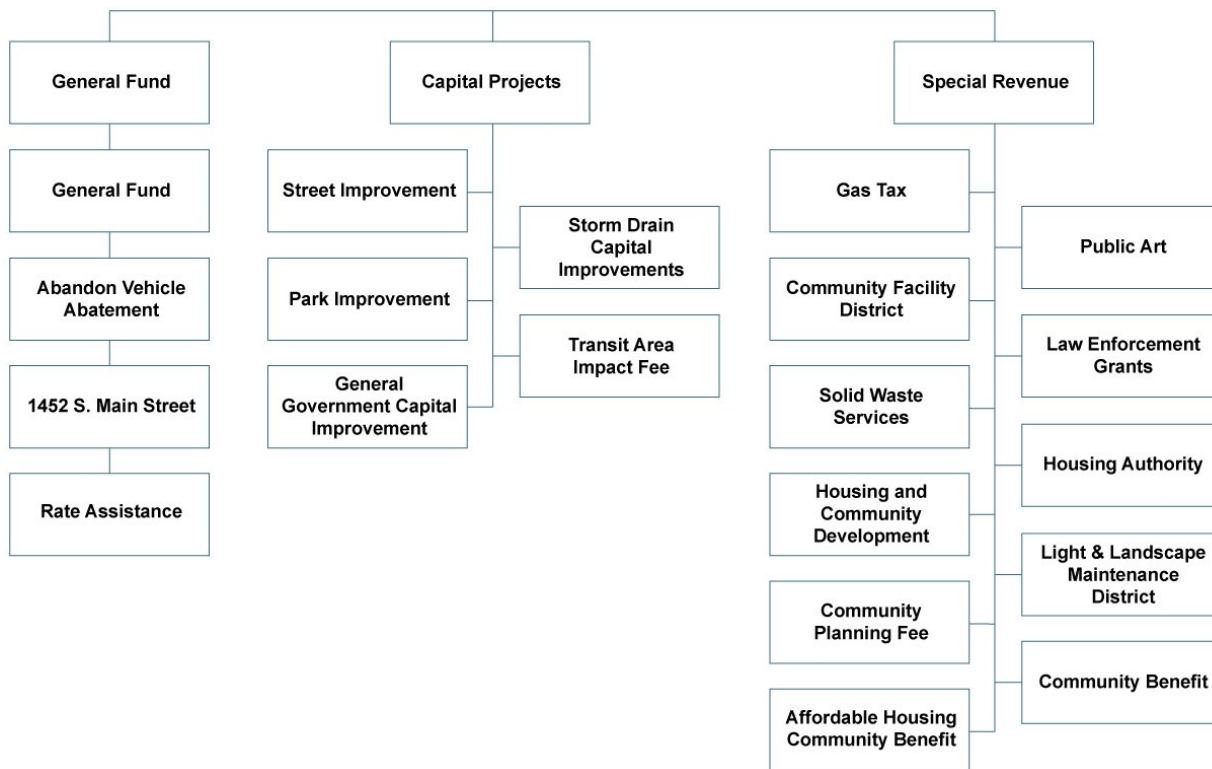 General Fund
Capital Projects
Special Revenue
General Fund
Abandon Vehicle
Abatement
1452 S. Main Street
Rate Assistance
Street Improvement
Storm Drain
Capital
Improvements
Park Improvement
Transit Area
Impact Fee
General
Government Capital
Improvement
Gas Tax
Public Art
Community Facility
District
Law Enforcement
Grants
Solid Waste
Services
Housing Authority
Housing and
Community
Development
Light & Landscape
Maintenance
District
Community
Planning Fee
Community Benefit
Affordable Housing
Community Benefit